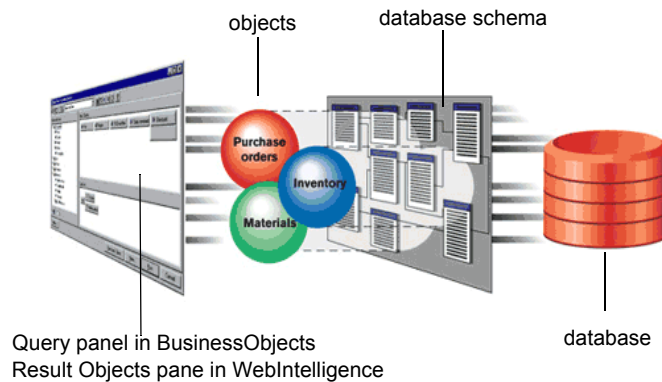 objects
database schema
Purchase
orders
Inventory
Materials
database
Query panel in BusinessObjects
Result Objects pane in WebIntelligence